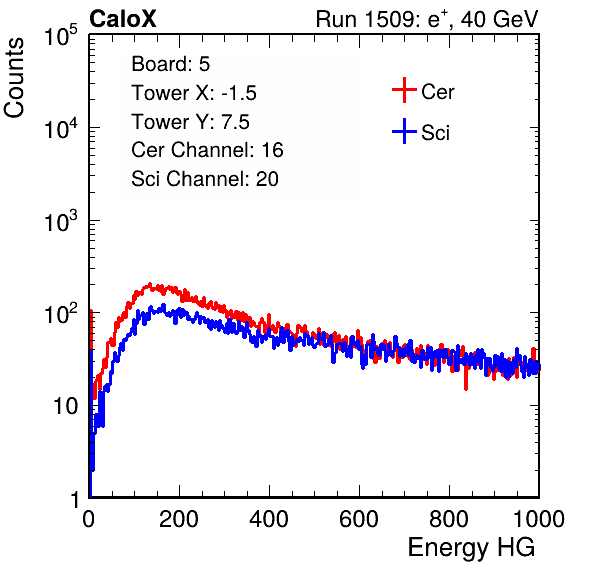 CaloX Run 1509: e⁺, 40 GeV
Board: 5
Tower X: -1.5
Tower Y: 7.5
Cer Channel: 16
Sci Channel: 20
Cer
Sci
Counts
10⁵
10⁴
10³
10²
10
1
0 200 400 600 800 1000
Energy HG